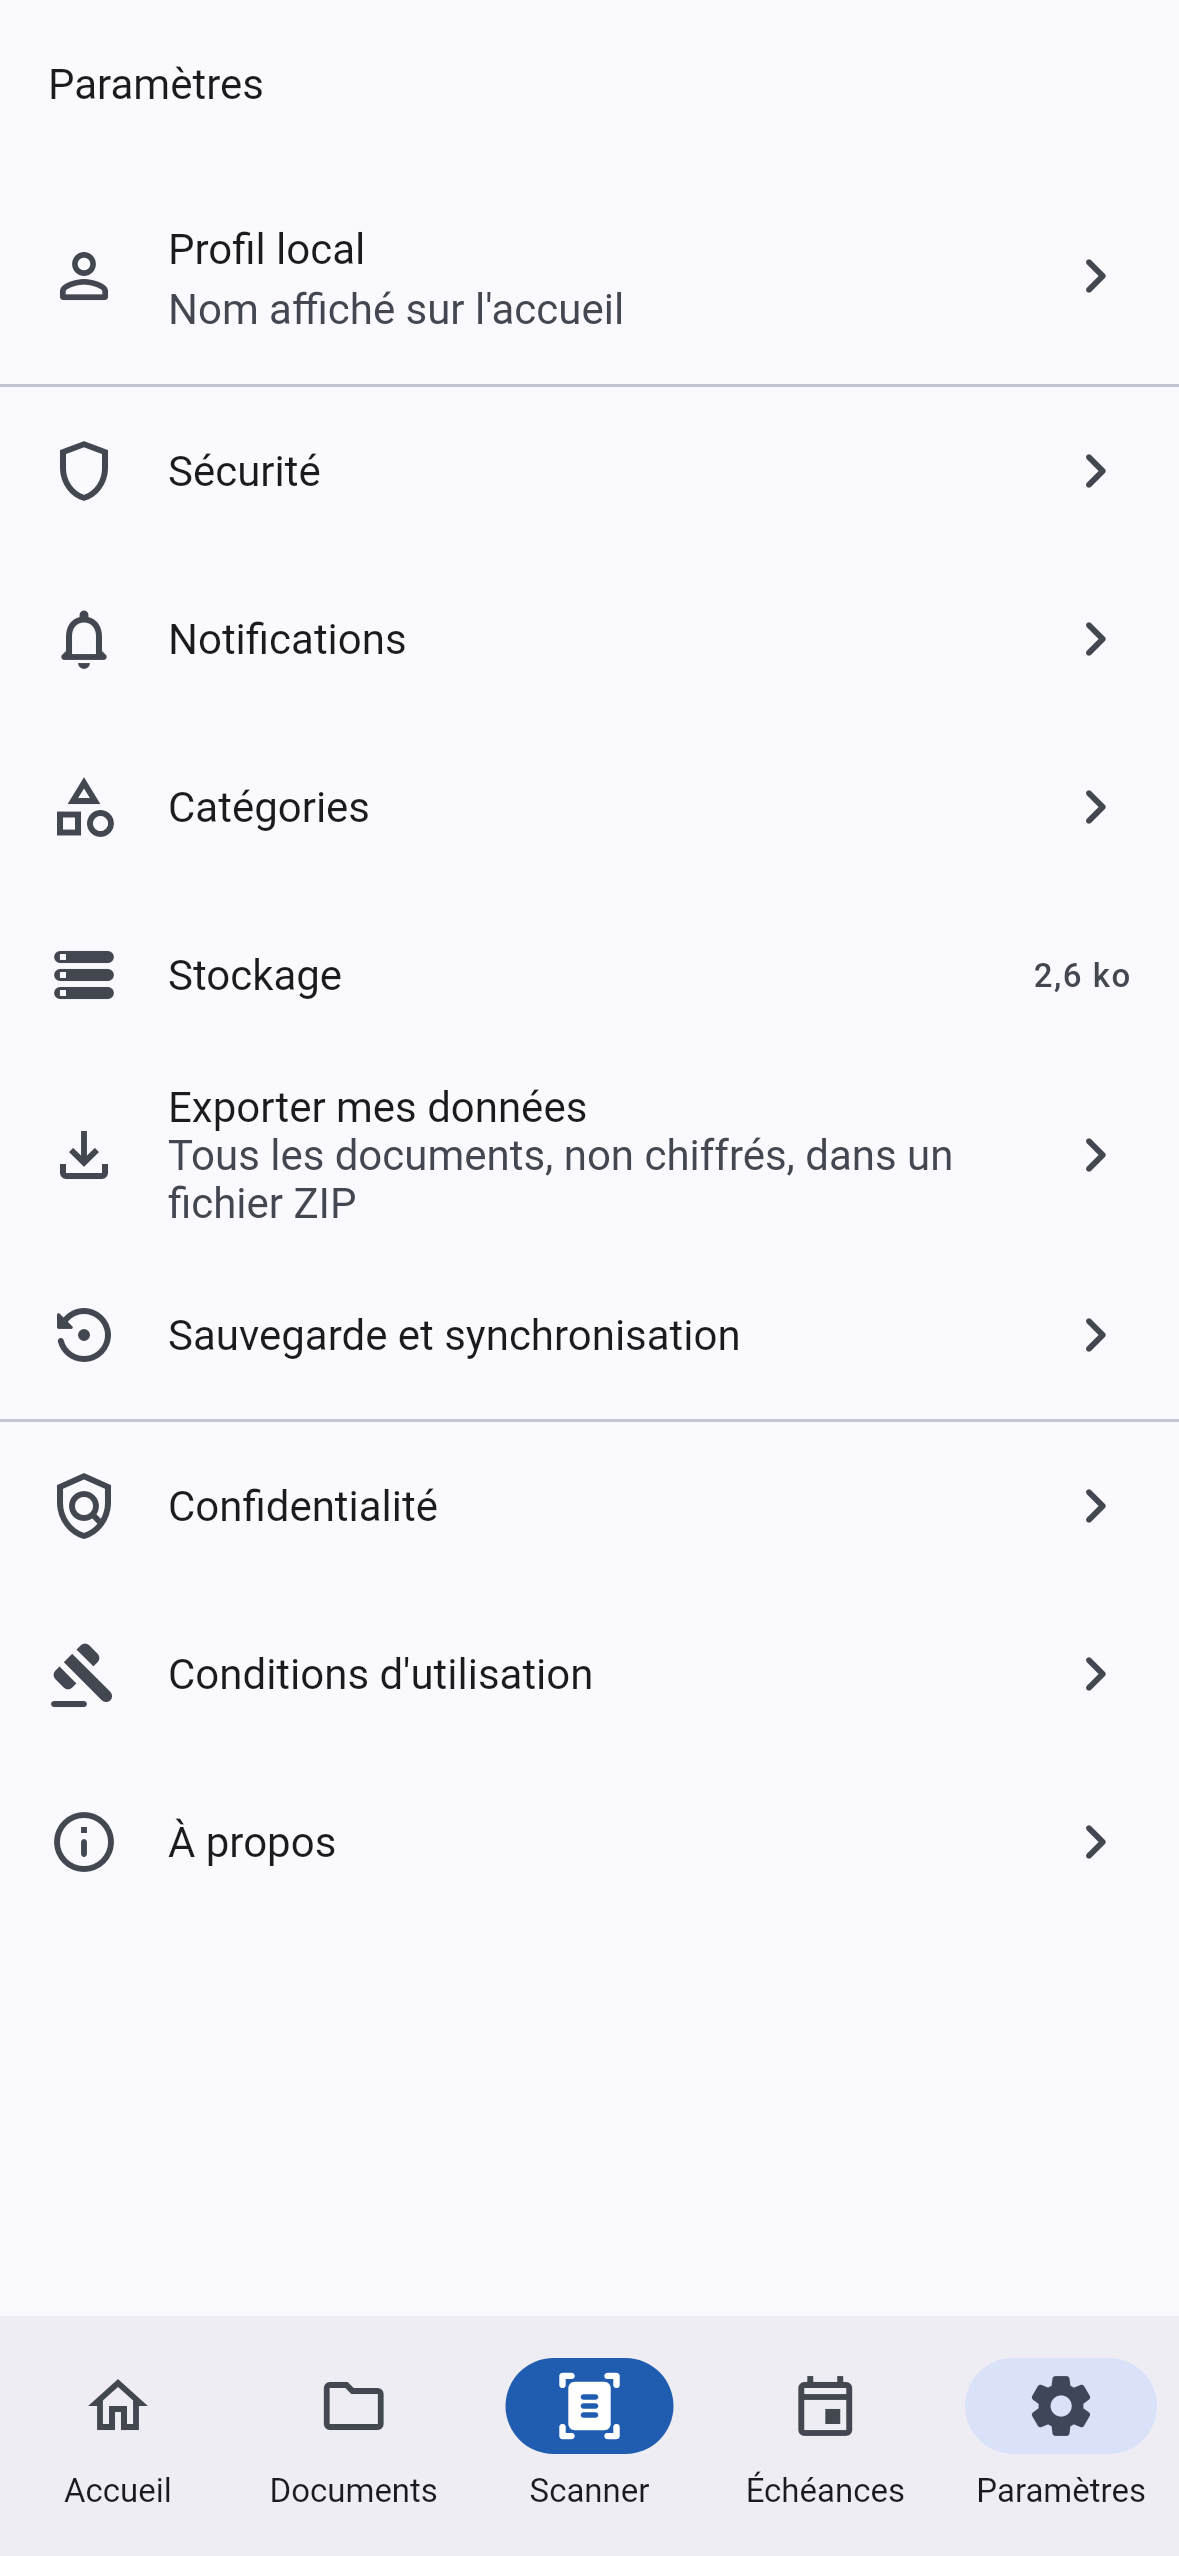 Paramètres
Profil local
Nom affiché sur l'accueil
Sécurité
Notifications
Catégories
Stockage
2,6 ko
Exporter mes données
Tous les documents, non chiffrés, dans un
fichier ZIP
Sauvegarde et synchronisation
Confidentialité
Conditions d'utilisation
À propos
Accueil
Documents
Scanner
Échéances
Paramètres